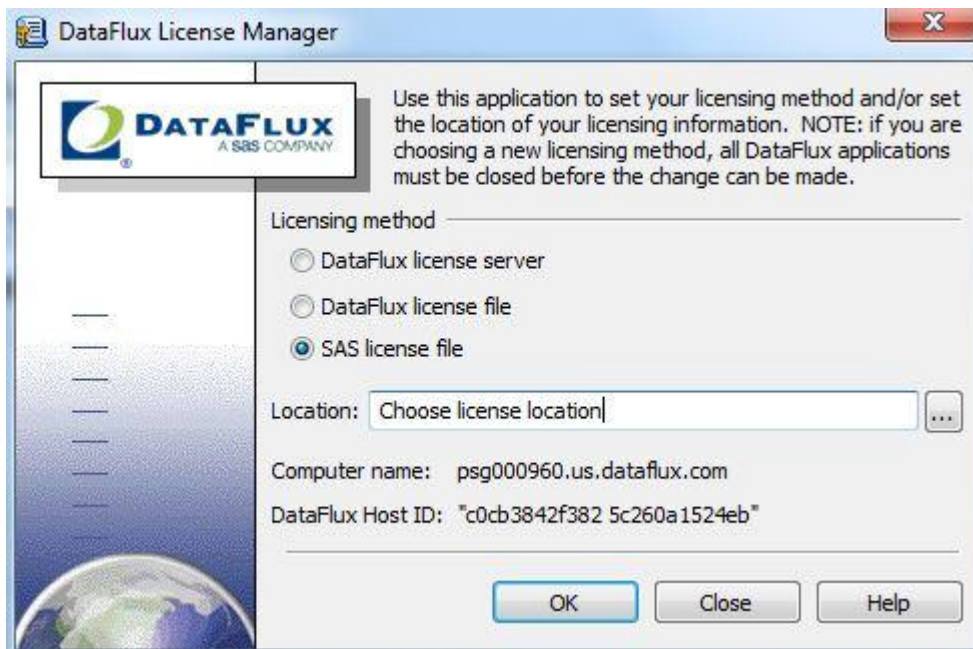 DataFlux License Manager
DATAFLUX
A sas COMPANY
®
Use this application to set your licensing method and/or set
the location of your licensing information.  NOTE: if you are
choosing a new licensing method, all DataFlux applications
must be closed before the change can be made.
Licensing method
DataFlux license server
DataFlux license file
SAS license file
Location: Choose license location ...
Computer name: psg000960.us.dataflux.com
DataFlux Host ID: "c0cb3842f382 5c260a1524eb"
OK Close Help